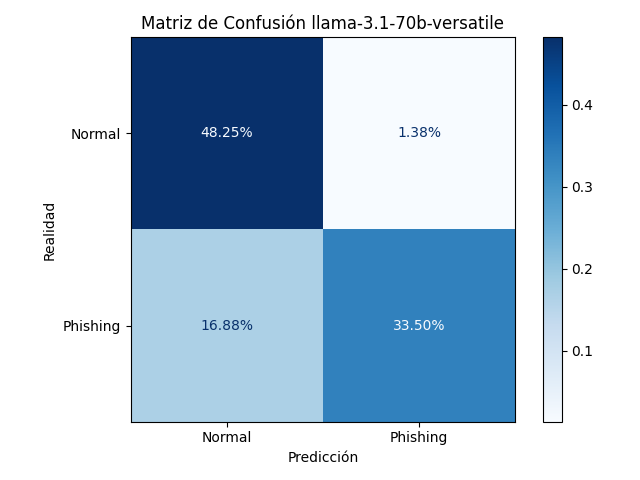 Matriz de Confusión llama-3.1-70b-versatile
Realidad
Normal
48.25%
1.38%
Phishing
16.88%
33.50%
Normal
Phishing
Predicción
0.4
0.3
0.2
0.1